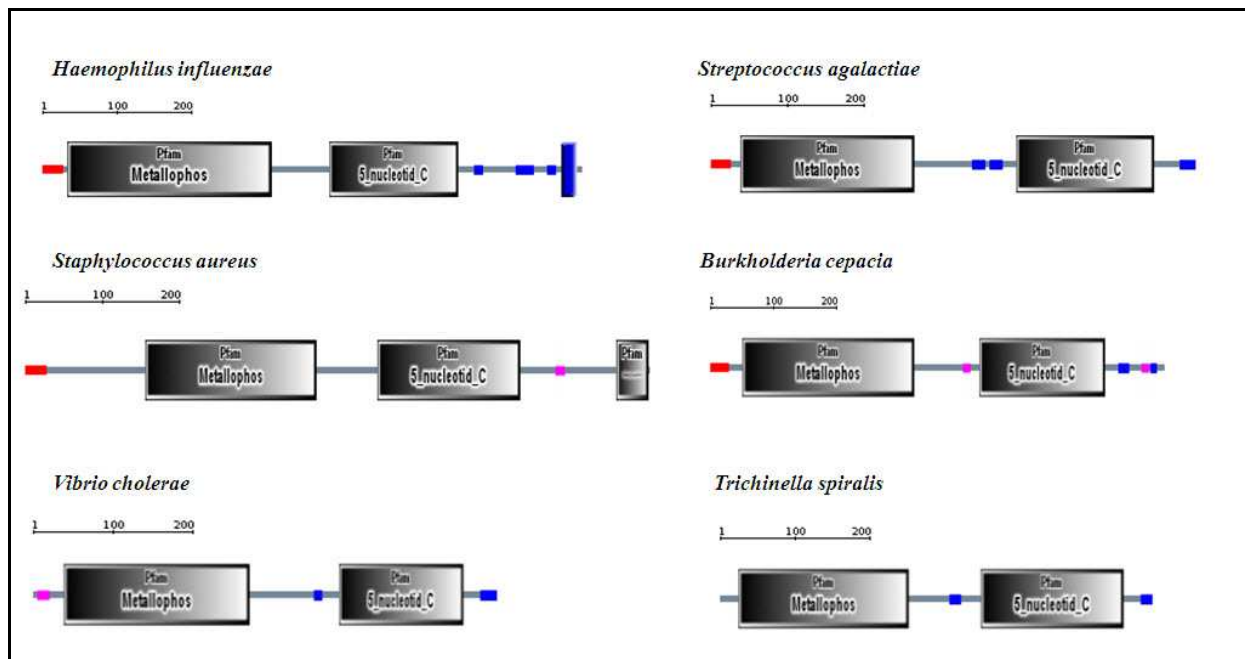 Haemophilus influenzae
1 100 200
Pfam
Metallophos
Pfam
5_nucleotid_C
Streptococcus agalactiae
1 100 200
Pfam
Metallophos
Pfam
5_nucleotid_C
Staphylococcus aureus
1 100 200
Pfam
Metallophos
Pfam
5_nucleotid_C
Pfam
Burkholderia cepacia
1 100 200
Pfam
Metallophos
Pfam
5_nucleotid_C
Vibrio cholerae
1 100 200
Pfam
Metallophos
Pfam
5_nucleotid_C
Trichinella spiralis
1 100 200
Pfam
Metallophos
Pfam
5_nucleotid_C